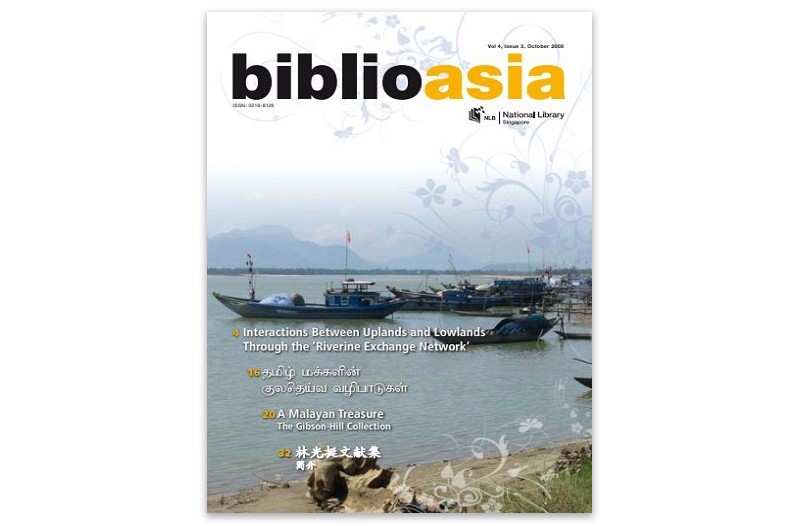 Vol 4, Issue 3, October 2008
biblioasia
ISSN: 0219-8126
NLB National Library
Singapore
4 Interactions Between Uplands and Lowlands
Through the 'Riverine Exchange Network'
16 தமிழ் மக்களின்
குலதெய்வ வழிபாடுகள்
20 A Malayan Treasure
The Gibson-Hill Collection
32 林光挺文献集
简介